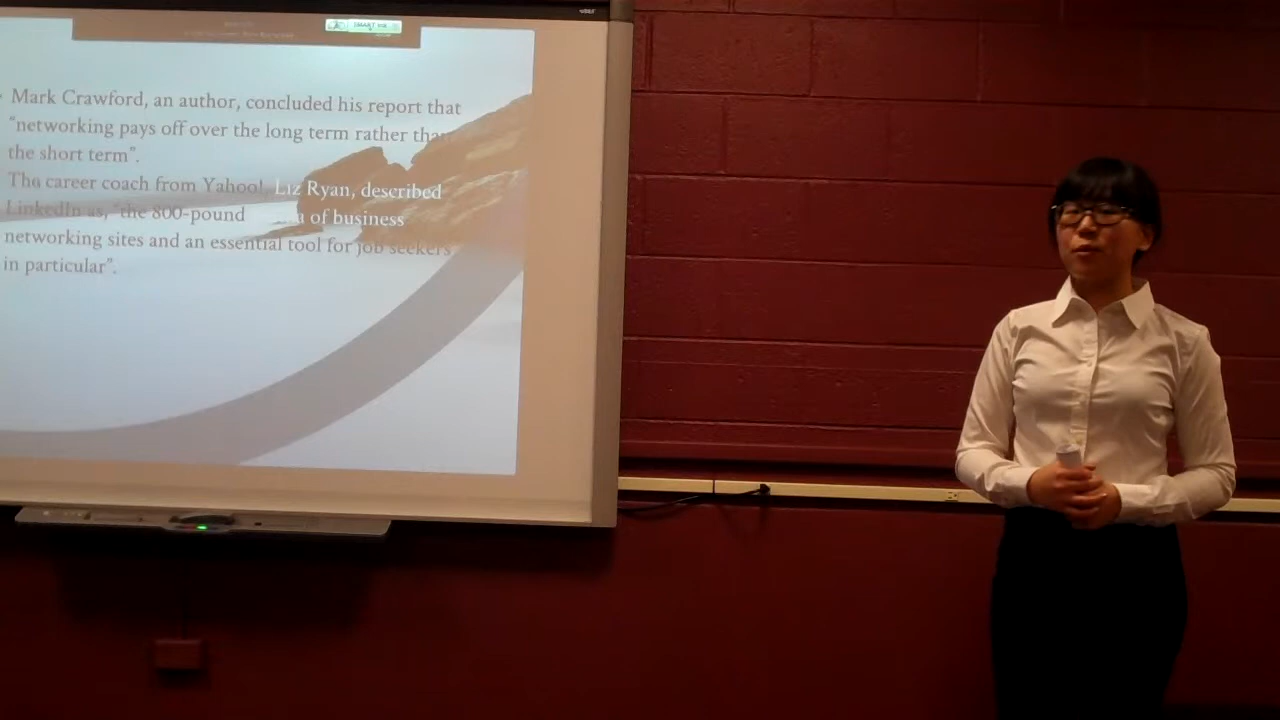 Mark Crawford, an author, concluded his report that
“networking pays off over the long term rather than
the short term”.
The career coach from Yahoo!, Liz Ryan, described
LinkedIn as, “the 800-pound of business
networking sites and an essential tool for job seekers
in particular”.